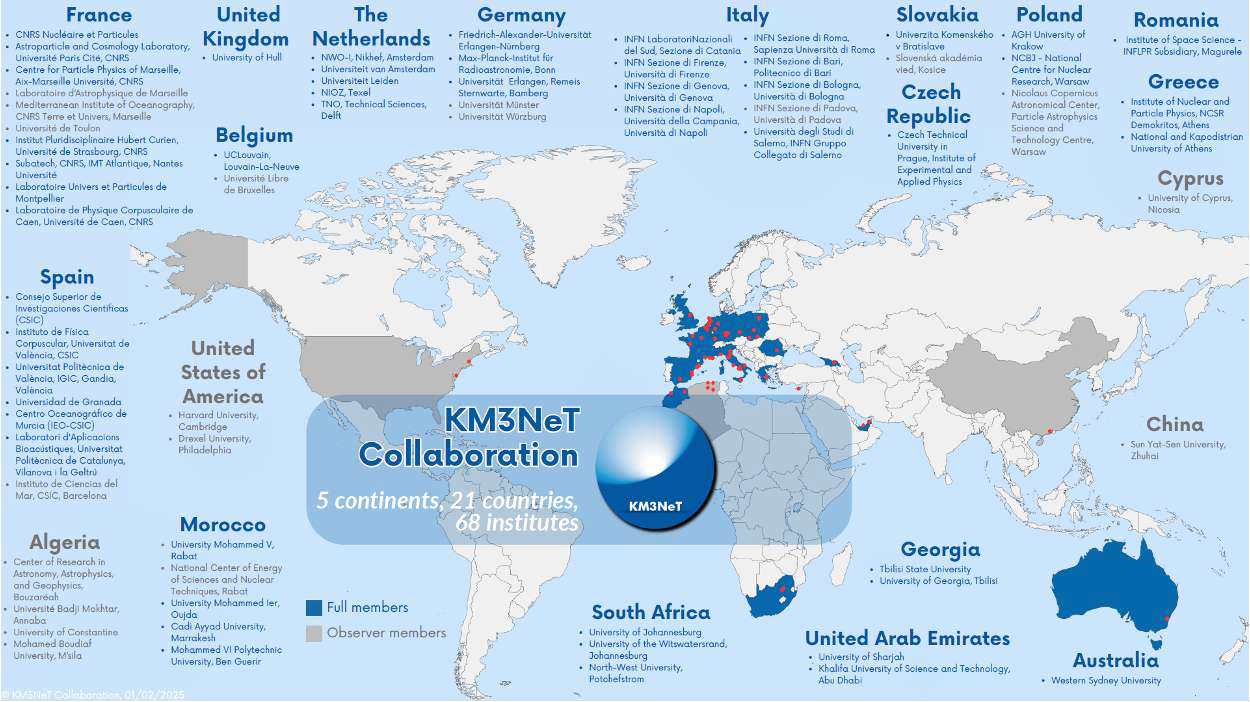 France
CNRS Nucléaire et Particules
Astroparticle and Cosmology Laboratory,
Université Paris Cité, CNRS
Centre for Particle Physics of Marseille,
Aix-Marseille Université, CNRS
Laboratoire d'Astrophysique de Marseille
Mediterranean Institute of Oceanography,
CNRS Terre et Univers, Marseille
Université de Toulon
Institut Pluridisciplinaire Hubert Curien,
Université de Strasbourg, CNRS
Subatech, CNRS, IMT Atlantique, Nantes
Université
Laboratoire Univers et Particules de
Montpellier
Laboratoire de Physique Corpusculaire de
Caen, Université de Caen, CNRS
United
Kingdom
University of Hull
Belgium
UCLouvain,
Louvain-La-Neuve
Université Libre
de Bruxelles
The
Netherlands
NWO-I, Nikhef, Amsterdam
Universiteit van Amsterdam
Universiteit Leiden
NIOZ, Texel
TNO, Technical Sciences,
Delft
Germany
Friedrich-Alexander-Universität
Erlangen-Nürnberg
Max-Planck-Institut für
Radioastronomie, Bonn
Universität Erlangen, Remeis
Sternwarte, Bamberg
Universität Münster
Universität Würzburg
Italy
INFN LaboratoriNazionali
del Sud, Sezione di Catania
INFN Sezione di Firenze,
Università di Firenze
INFN Sezione di Genova,
Università di Genova
INFN Sezione di Napoli,
Università della Campania,
Università di Napoli
INFN Sezione di Roma,
Sapienza Università di Roma
INFN Sezione di Bari,
Politecnico di Bari
INFN Sezione di Bologna,
Università di Bologna
INFN Sezione di Padova,
Università di Padova
Università degli Studi di
Salerno, INFN Gruppo
Collegato di Salerno
Slovakia
Univerzita Komenského
v Bratislave
Slovenská akadémia
vied, Kosice
Czech
Republic
Czech Technical
University in
Prague, Institute of
Experimental and
Applied Physics
Poland
AGH University of
Krakow
NCBJ - National
Centre for Nuclear
Research, Warsaw
Nicolaus Copernicus
Astronomical Center,
Particle Astrophysics
Science and
Technology Centre,
Warsaw
Romania
Institute of Space Science -
INFLPR Subsidiary, Magurele
Greece
Institute of Nuclear and
Particle Physics, NCSR
Demokritos, Athens
National and Kapodistrian
University of Athens
Cyprus
University of Cyprus,
Nicosia
Spain
Consejo Superior de
Investigaciones Científicas
(CSIC)
Instituto de Física
Corpuscular, Universitat de
València, CSIC
Universitat Politècnica de
València, IGIC, Gandia,
València
Universidad de Granada
Centro Oceanográfico de
Murcia (IEO-CSIC)
Laboratori d'Aplicacions
Bioacústiques, Universitat
Politècnica de Catalunya,
Vilanova i la Geltrú
Instituto de Ciencias del
Mar, CSIC, Barcelona
United
States of
America
Harvard University,
Cambridge
Drexel University,
Philadelphia
KM3NeT
Collaboration
5 continents, 21 countries,
68 institutes
KM3NeT
China
Sun Yat-Sen University,
Zhuhai
Algeria
Center of Research in
Astronomy, Astrophysics,
and Geophysics,
Bouzaréah
Université Badji Mokhtar,
Annaba
University of Constantine
Mohamed Boudiaf
University, M'sila
Morocco
University Mohammed V,
Rabat
National Center of Energy
of Sciences and Nuclear
Techniques, Rabat
University Mohammed Ier,
Oujda
Cadi Ayyad University,
Marrakesh
Mohammed VI Polytechnic
University, Ben Guerir
Full members
Observer members
South Africa
University of Johannesburg
University of the Witswatersrand,
Johannesburg
North-West University,
Potchefstrom
Georgia
Tbilisi State University
University of Georgia, Tbilisi
United Arab Emirates
University of Sharjah
Khalifa University of Science and Technology,
Abu Dhabi
Australia
Western Sydney University
© KM3NeT Collaboration, 01/02/2025